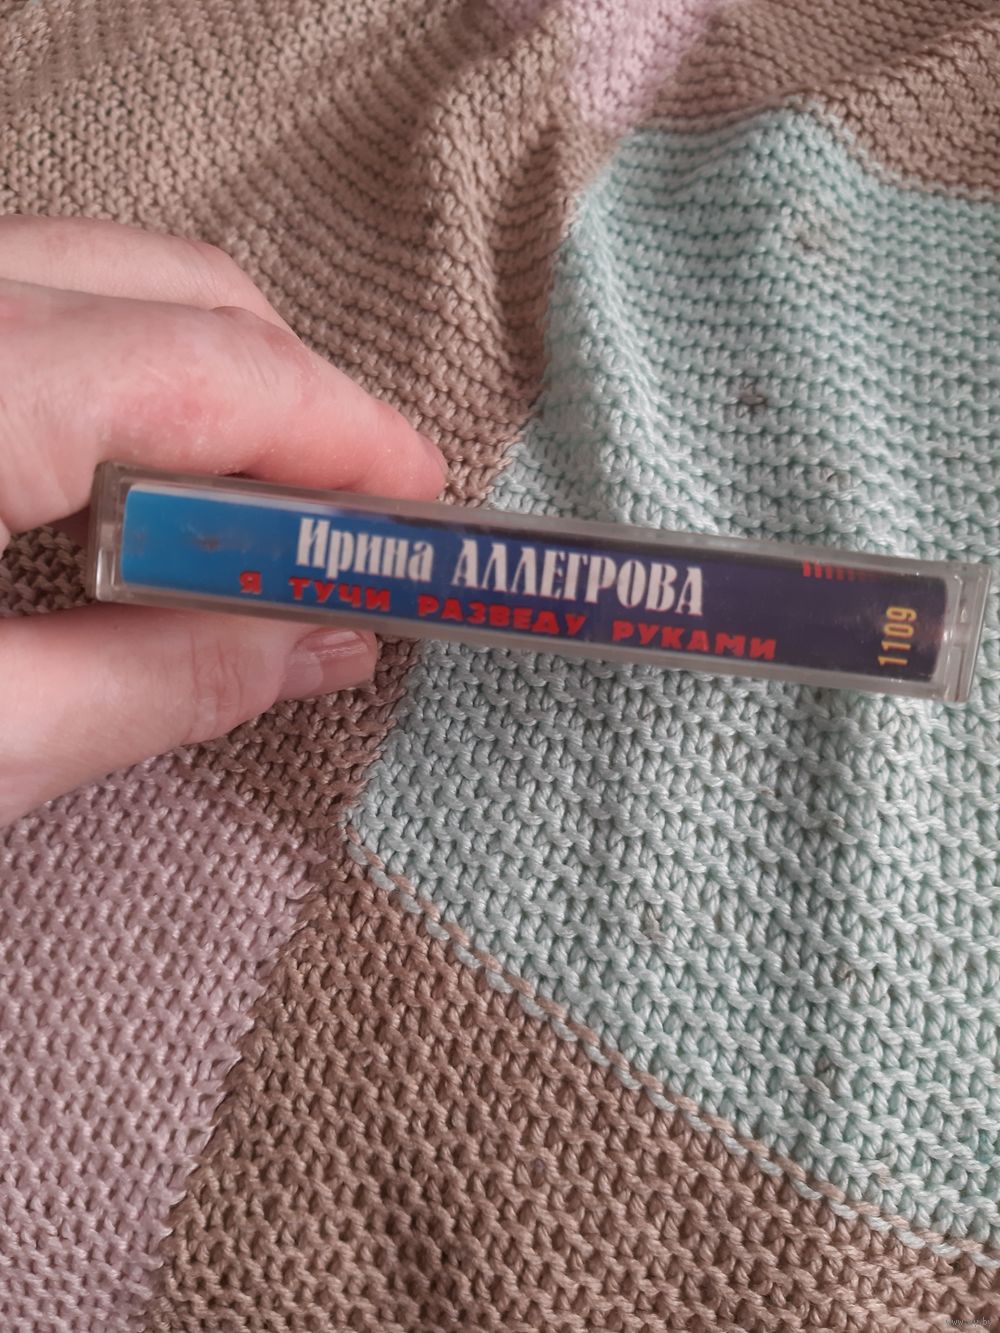 Ирина АЛЛЕГРОВА
Я ТУЧИ РАЗВЕДУ РУКАМИ
1109